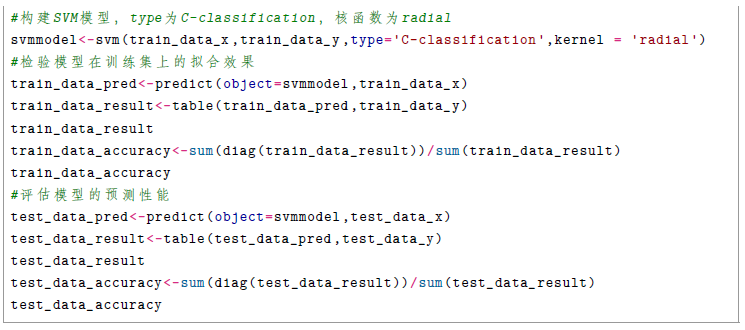 #构建SVM模型，type为C-classification，核函数为radial
svmmodel<-svm(train_data_x,train_data_y,type='C-classification',kernel = 'radial')
#检验模型在训练集上的拟合效果
train_data_pred<-predict(object=svmmodel,train_data_x)
train_data_result<-table(train_data_pred,train_data_y)
train_data_result
train_data_accuracy<-sum(diag(train_data_result))/sum(train_data_result)
train_data_accuracy
#评估模型的预测性能
test_data_pred<-predict(object=svmmodel,test_data_x)
test_data_result<-table(test_data_pred,test_data_y)
test_data_result
test_data_accuracy<-sum(diag(test_data_result))/sum(test_data_result)
test_data_accuracy